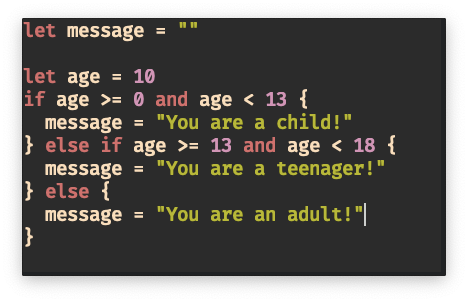 let message = ""

let age = 10
if age >= 0 and age < 13 {
  message = "You are a child!"
} else if age >= 13 and age < 18 {
  message = "You are a teenager!"
} else {
  message = "You are an adult!"
}